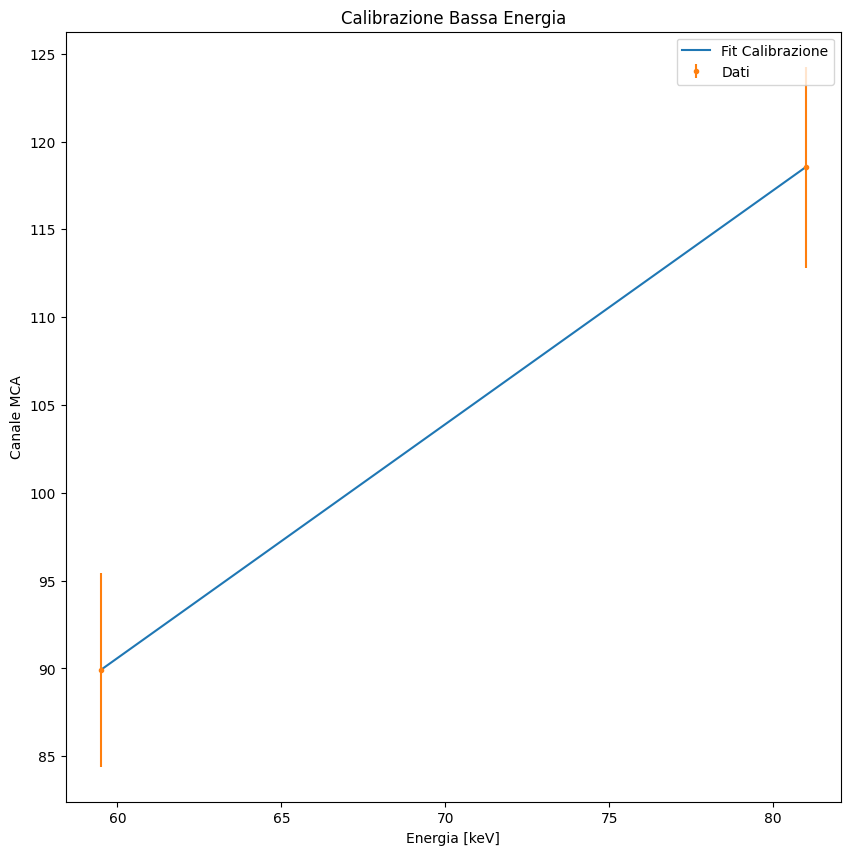 Calibrazione Bassa Energia
Fit Calibrazione
Dati
Canale MCA
125
120
115
110
105
100
95
90
85
60 65 70 75 80
Energia [keV]